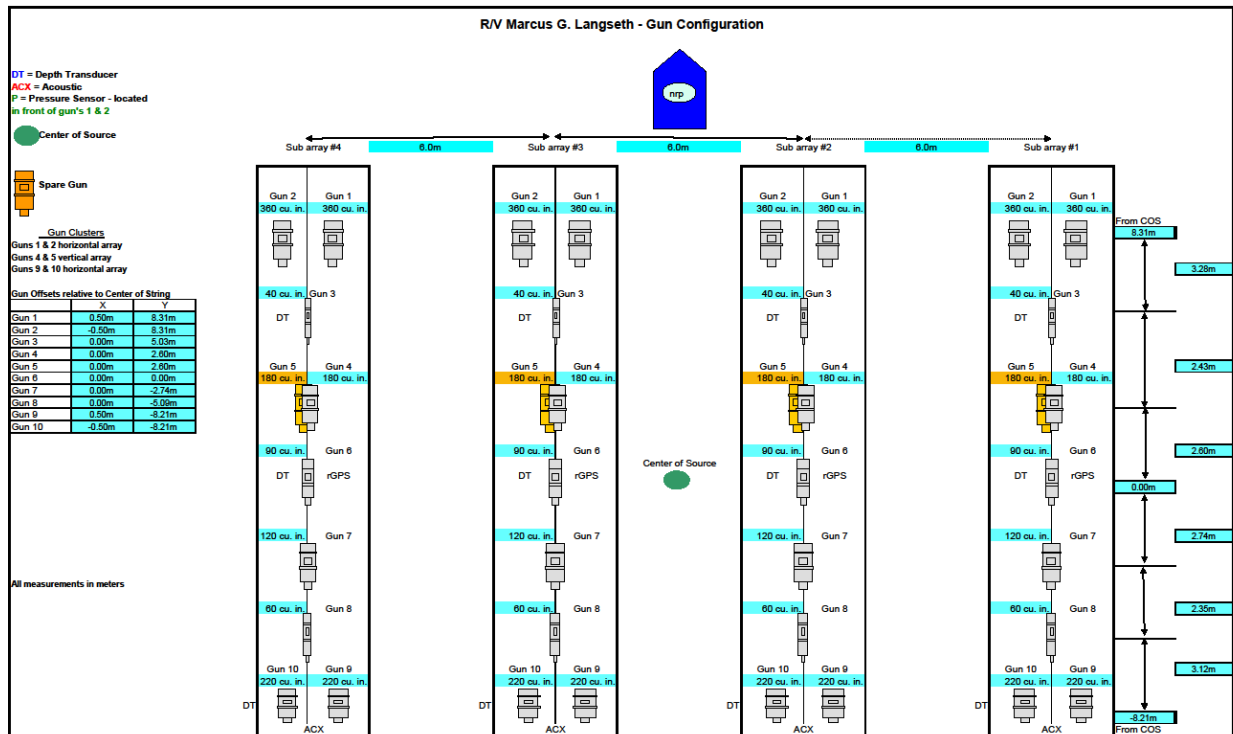 R/V Marcus G. Langseth - Gun Configuration
nrp
DT = Depth Transducer
ACX = Acoustic
P = Pressure Sensor - located
in front of gun's 1 & 2
Center of Source
Spare Gun
Gun Clusters
Guns 1 & 2 horizontal array
Guns 4 & 5 vertical array
Guns 9 & 10 horizontal array
Gun Offsets relative to Center of String
X Y
Gun 1 0.50m 8.31m
Gun 2 -0.50m 8.31m
Gun 3 0.00m 5.03m
Gun 4 0.00m 2.60m
Gun 5 0.00m 2.60m
Gun 6 0.00m 0.00m
Gun 7 0.00m -2.74m
Gun 8 0.00m -5.09m
Gun 9 0.50m -8.21m
Gun 10 -0.50m -8.21m
All measurements in meters
Sub array #4 6.0m Sub array #3 6.0m Sub array #2 6.0m Sub array #1
Gun 2 Gun 1 Gun 2 Gun 1 Gun 2 Gun 1 Gun 2 Gun 1
360 cu. in. 360 cu. in. 360 cu. in. 360 cu. in. 360 cu. in. 360 cu. in. 360 cu. in. 360 cu. in.
40 cu. in. Gun 3 40 cu. in. Gun 3 40 cu. in. Gun 3 40 cu. in. Gun 3
DT DT DT DT
Gun 5 Gun 4 Gun 5 Gun 4 Gun 5 Gun 4 Gun 5 Gun 4
180 cu. in. 180 cu. in. 180 cu. in. 180 cu. in. 180 cu. in. 180 cu. in. 180 cu. in. 180 cu. in.
90 cu. in. Gun 6 90 cu. in. Gun 6 90 cu. in. Gun 6 90 cu. in. Gun 6
Center of Source
DT rGPS DT rGPS DT rGPS DT rGPS
120 cu. in. Gun 7 120 cu. in. Gun 7 120 cu. in. Gun 7 120 cu. in. Gun 7
60 cu. in. Gun 8 60 cu. in. Gun 8 60 cu. in. Gun 8 60 cu. in. Gun 8
Gun 10 Gun 9 Gun 10 Gun 9 Gun 10 Gun 9 Gun 10 Gun 9
220 cu. in. 220 cu. in. 220 cu. in. 220 cu. in. 220 cu. in. 220 cu. in. 220 cu. in. 220 cu. in.
DT DT DT DT
ACX ACX ACX ACX
From COS
8.31m
3.28m
2.43m
2.60m
0.00m
2.74m
2.35m
3.12m
-8.21m
From COS